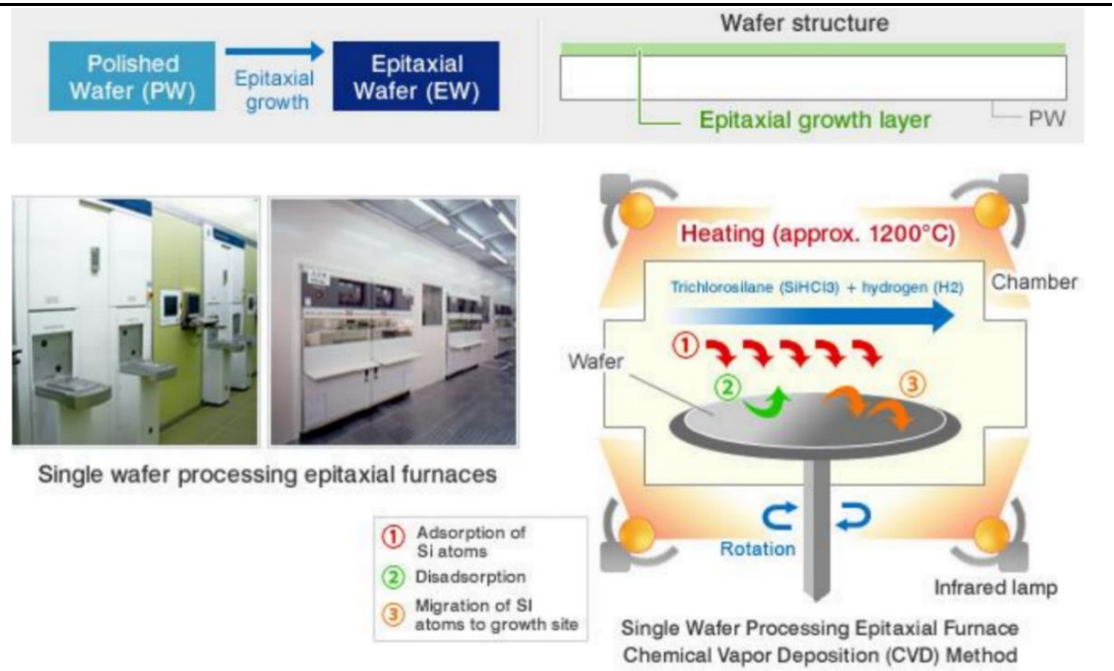 Polished
Wafer (PW)
Epitaxial
growth
Epitaxial
Wafer (EW)
Wafer structure
Epitaxial growth layer
PW
Single wafer processing epitaxial furnaces
Heating (approx. 1200°C)
Trichlorosilane (SiHCl3) + hydrogen (H2)
Chamber
Wafer
1
2
3
Rotation
Infrared lamp
1 Adsorption of
Si atoms
2 Disadsorption
3 Migration of SI
atoms to growth site
Single Wafer Processing Epitaxial Furnace
Chemical Vapor Deposition (CVD) Method